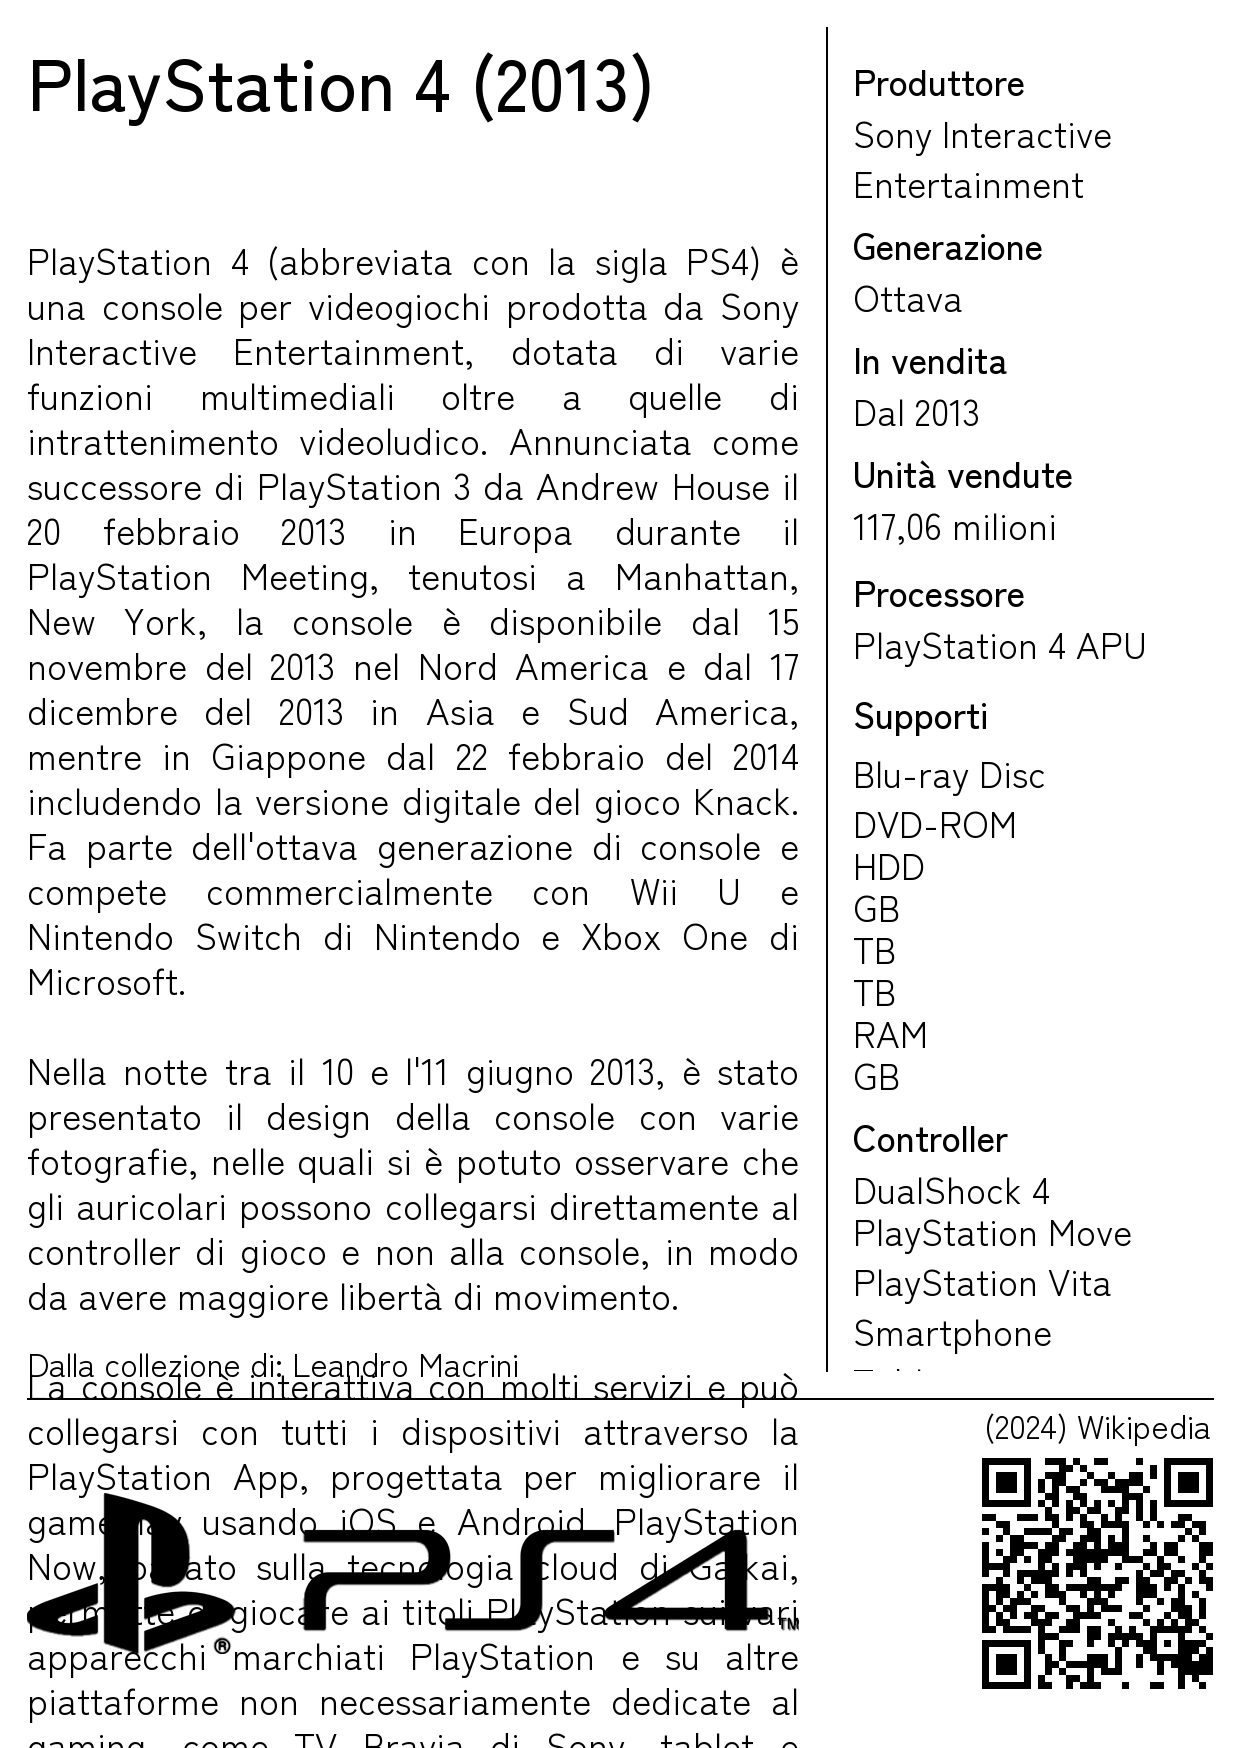 PlayStation 4 (2013)
PlayStation 4 (abbreviata con la sigla PS4) è
una console per videogiochi prodotta da Sony
Interactive Entertainment, dotata di varie
funzioni multimediali oltre a quelle di
intrattenimento videoludico. Annunciata come
successore di PlayStation 3 da Andrew House il
20 febbraio 2013 in Europa durante il
PlayStation Meeting, tenutosi a Manhattan,
New York, la console è disponibile dal 15
novembre del 2013 nel Nord America e dal 17
dicembre del 2013 in Asia e Sud America,
mentre in Giappone dal 22 febbraio del 2014
includendo la versione digitale del gioco Knack.
Fa parte dell'ottava generazione di console e
compete commercialmente con Wii U e
Nintendo Switch di Nintendo e Xbox One di
Microsoft.
Nella notte tra il 10 e l'11 giugno 2013, è stato
presentato il design della console con varie
fotografie, nelle quali si è potuto osservare che
gli auricolari possono collegarsi direttamente al
controller di gioco e non alla console, in modo
da avere maggiore libertà di movimento.
Dalla collezione di: Leandro Macrini
La console è interattiva con molti servizi e può
collegarsi con tutti i dispositivi attraverso la
PlayStation App, progettata per migliorare il
usando iOS e Android. PlayStation
Now, sulla tecnologia cloud di
giocare ai titoli PlayStation sui vari
apparecchi marchiati PlayStation e su altre
piattaforme non necessariamente dedicate al
gaming, come TV Bravia di Sony, tablet e
PS4
Produttore
Sony Interactive
Entertainment
Generazione
Ottava
In vendita
Dal 2013
Unità vendute
117,06 milioni
Processore
PlayStation 4 APU
Supporti
Blu-ray Disc
DVD-ROM
HDD
GB
TB
TB
RAM
GB
Controller
DualShock 4
PlayStation Move
PlayStation Vita
Smartphone
(2024) Wikipedia